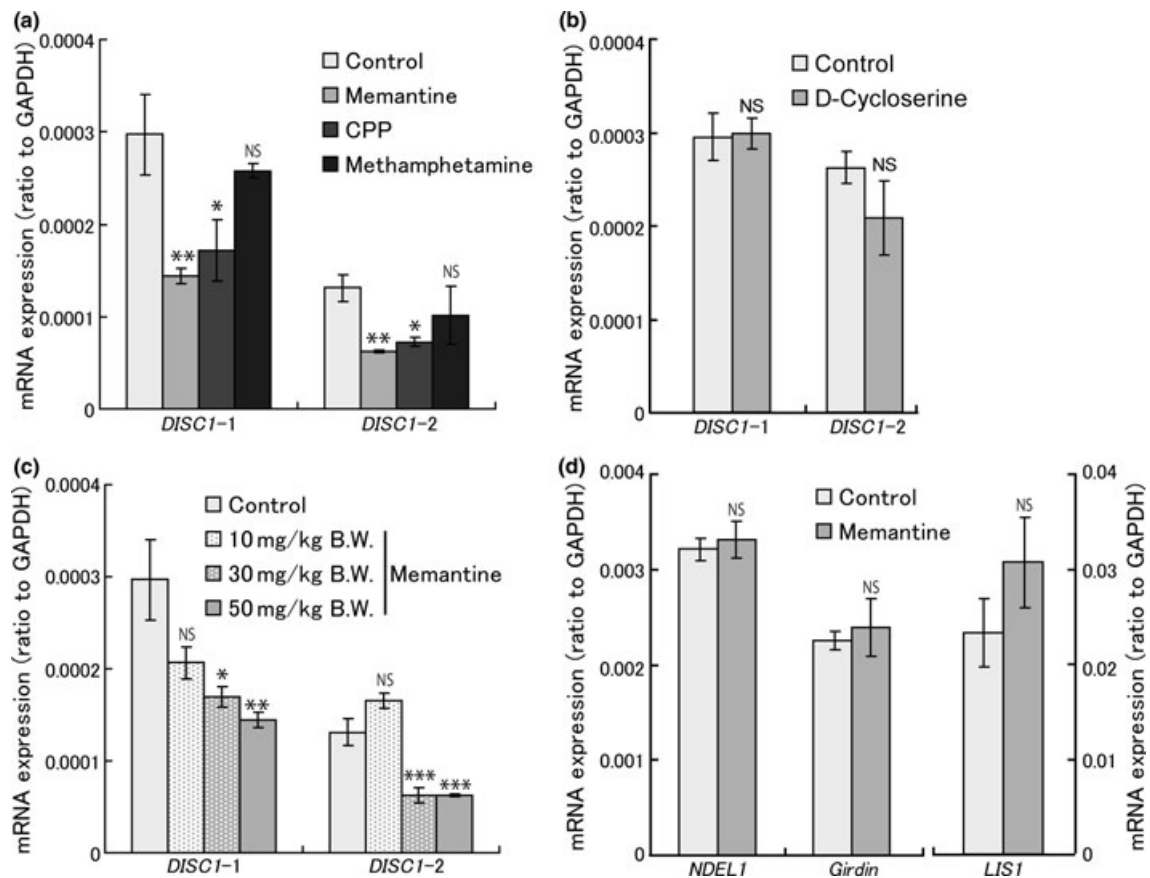 (a)
mRNA expression (ratio to GAPDH)
0.0004
0.0003
0.0002
0.0001
0
Control
Memantine
CPP
Methamphetamine
**
*
NS
**
*
NS
DISC1-1
DISC1-2
(b)
mRNA expression (ratio to GAPDH)
0.0004
0.0003
0.0002
0.0001
0
Control
D-Cycloserine
NS
NS
DISC1-1
DISC1-2
(c)
mRNA expression (ratio to GAPDH)
0.0004
0.0003
0.0002
0.0001
0
Control
10 mg/kg B.W.
30 mg/kg B.W.
50 mg/kg B.W.
Memantine
NS
*
**
NS
***
***
DISC1-1
DISC1-2
(d)
mRNA expression (ratio to GAPDH)
0.004
0.003
0.002
0.001
0
Control
Memantine
NS
NS
NS
NDEL1
Girdin
LIS1
0.04
0.03
0.02
0.01
0
mRNA expression (ratio to GAPDH)